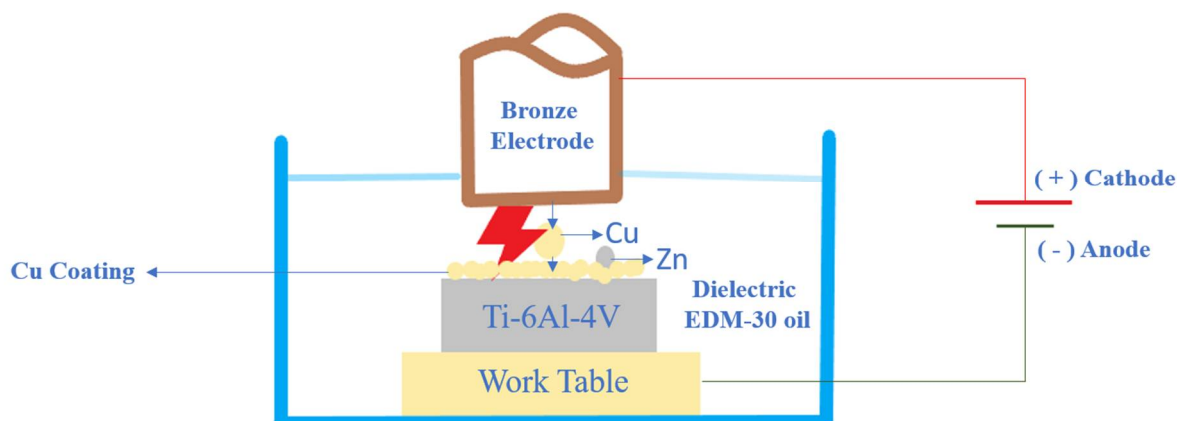 Bronze
Electrode
( + ) Cathode
Cu
( - ) Anode
Zn
Cu Coating
Dielectric
EDM-30 oil
Ti-6Al-4V
Work Table